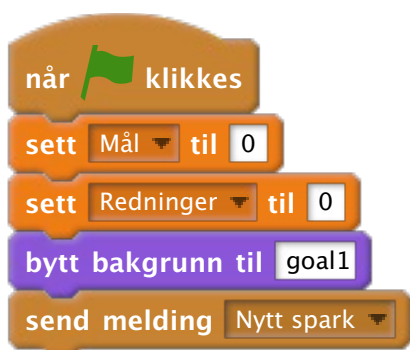 når klikkes
sett Mål til 0
sett Redninger til 0
bytt bakgrunn til goal1
send melding Nytt spark